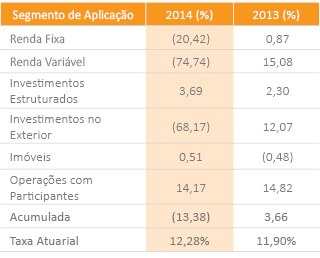 Segmento de Aplicação 2014 (%) 2013 (%)
Renda Fixa (20,42) 0,87
Renda Variável (74,74) 15,08
Investimentos
Estruturados 3,69 2,30
Investimentos no
Exterior (68,17) 12,07
Imóveis 0,51 (0,48)
Operações com
Participantes 14,17 14,82
Acumulada (13,38) 3,66
Taxa Atuarial 12,28% 11,90%